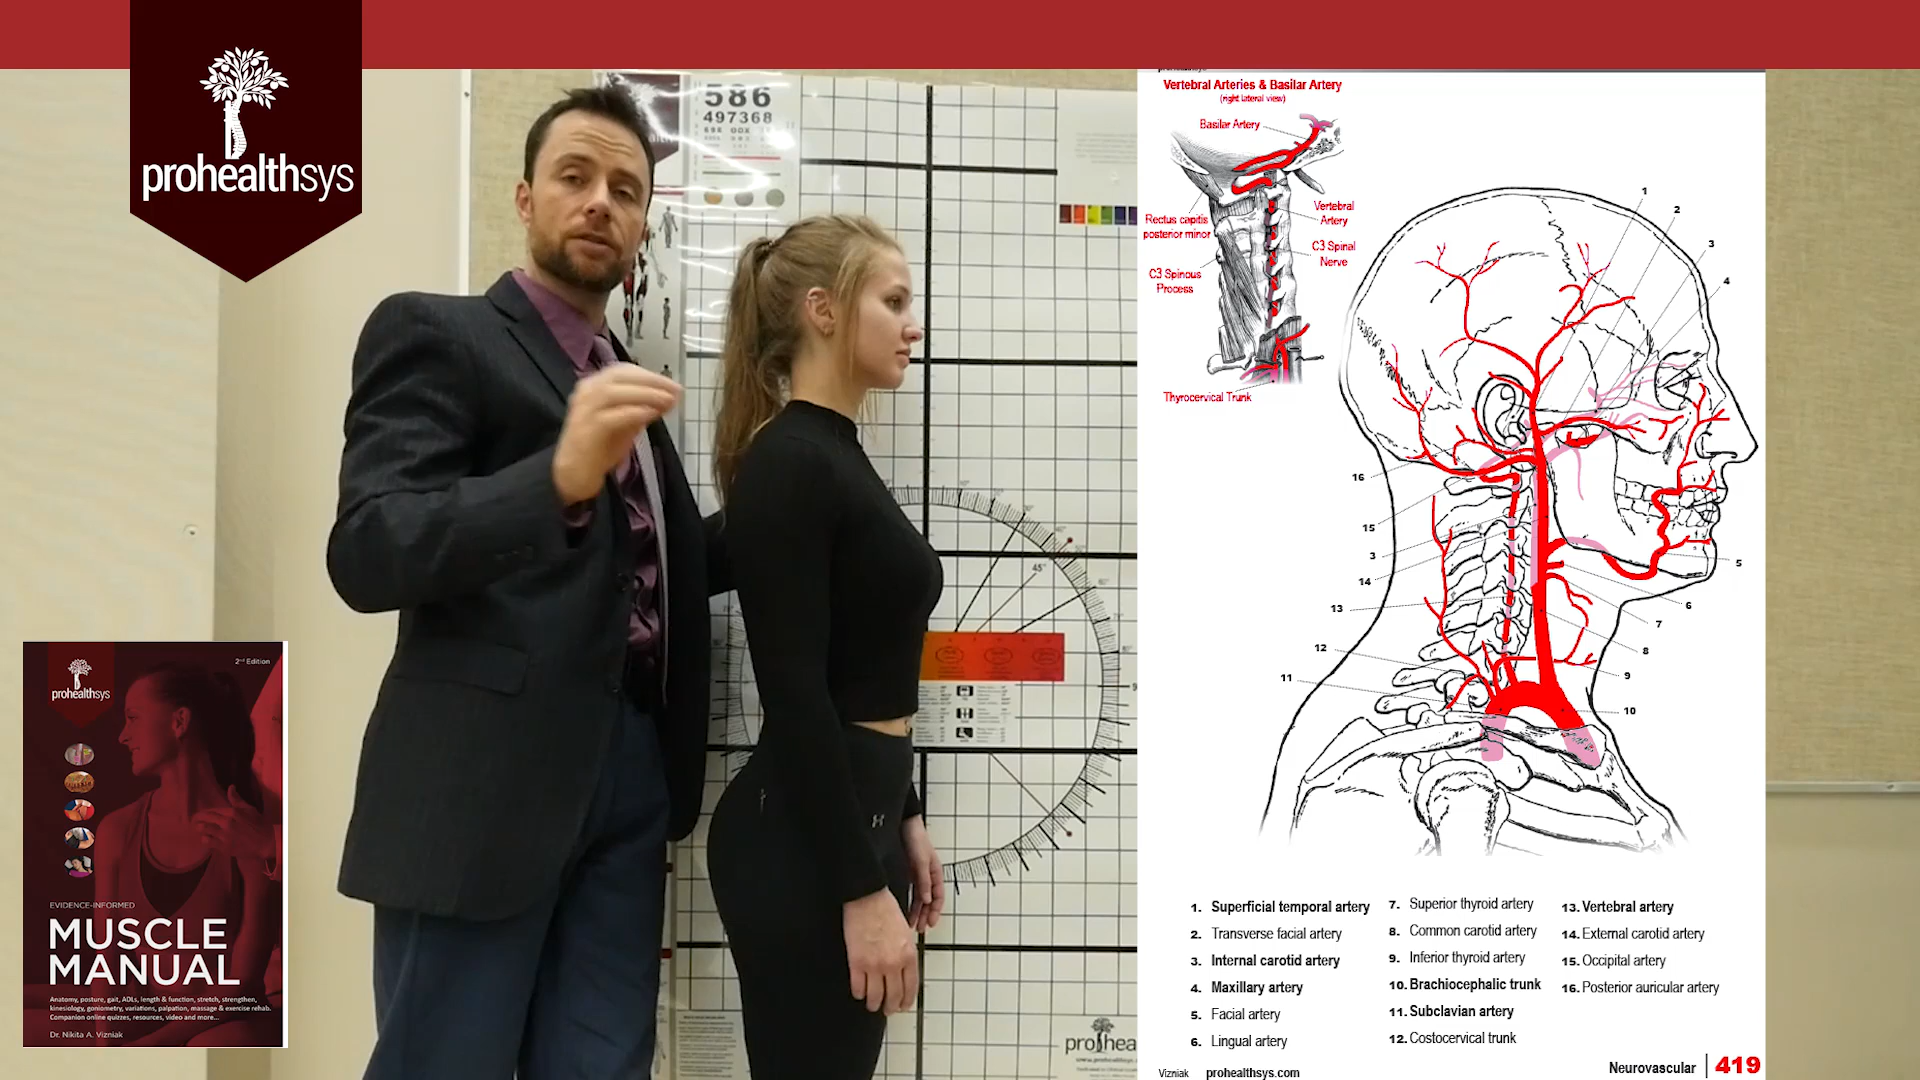 prohealthsys
586
497368
45°
Vertebral Arteries & Basilar Artery
(right lateral view)
Basilar Artery
Vertebral
Artery
Rectus capitis
posterior minor
C3 Spinal
Nerve
C3 Spinous
Process
Thyrocervical Trunk
1
2
3
4
16
15
3
14
13
12
11
5
6
7
8
9
10
1. Superficial temporal artery
2. Transverse facial artery
3. Internal carotid artery
4. Maxillary artery
5. Facial artery
6. Lingual artery
7. Superior thyroid artery
8. Common carotid artery
9. Inferior thyroid artery
10. Brachiocephalic trunk
11. Subclavian artery
12. Costocervical trunk
13. Vertebral artery
14. External carotid artery
15. Occipital artery
16. Posterior auricular artery
Vizniak prohealthsys.com
Neurovascular 419
2nd Edition
prohealthsys
EVIDENCE-INFORMED
MUSCLE
MANUAL
Anatomy, posture, gait, ADLs, length & function, stretch, strengthen,
kinesiology, goniometry, variations, palpation, massage & exercise rehab.
Companion online quizzes, resources, video and more...
Dr. Nikita A. Vizniak
prohea